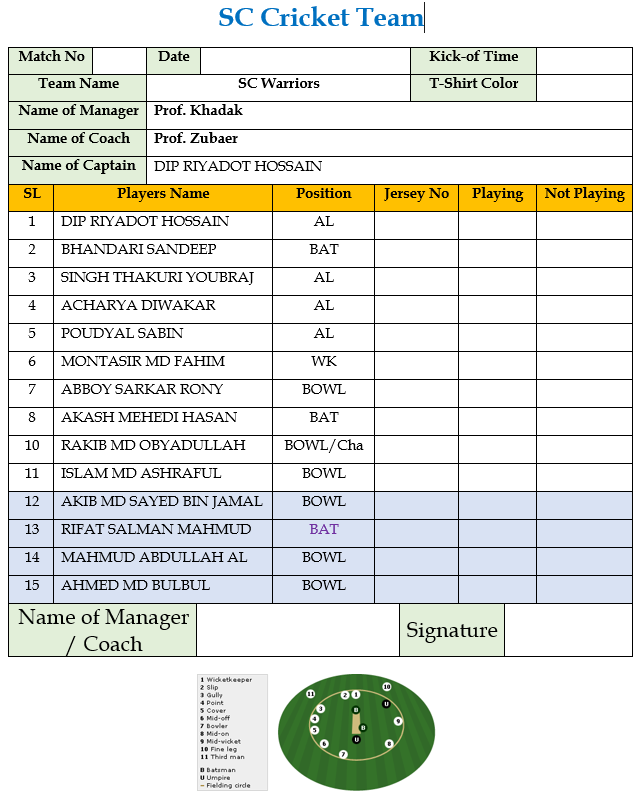 SC Cricket Team
Match No Date Kick-of Time
Team Name SC Warriors T-Shirt Color
Name of Manager Prof. Khadak
Name of Coach Prof. Zubaer
Name of Captain DIP RIYADOT HOSSAIN
SL Players Name Position Jersey No Playing Not Playing
1 DIP RIYADOT HOSSAIN AL
2 BHANDARI SANDEEP BAT
3 SINGH THAKURI YOUBRAJ AL
4 ACHARYA DIWAKAR AL
5 POUDYAL SABIN AL
6 MONTASIR MD FAHIM WK
7 ABBOY SARKAR RONY BOWL
8 AKASH MEHEDI HASAN BAT
10 RAKIB MD OBYADULLAH BOWL/Cha
11 ISLAM MD ASHRAFUL BOWL
12 AKIB MD SAYED BIN JAMAL BOWL
13 RIFAT SALMAN MAHMUD BAT
14 MAHMUD ABDULLAH AL BOWL
15 AHMED MD BULBUL BOWL
Name of Manager
/ Coach
Signature
1 Wicketkeeper
2 Slip
3 Gully
4 Point
5 Cover
6 Mid-off
7 Bowler
8 Mid-on
9 Mid-wicket
10 Fine leg
11 Third man
B Batsman
U Umpire
– Fielding circle
11 2 1 10
B U
3
4 9
5 B
U
6 8
7